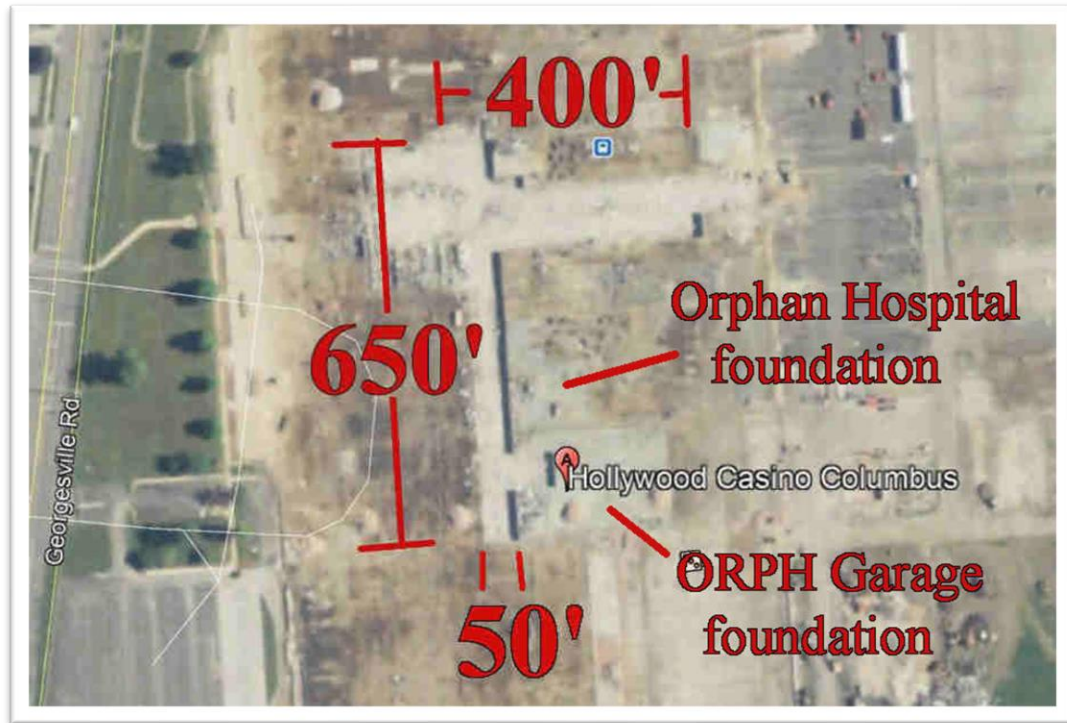 400'
650'
Orphan Hospital
foundation
A
Hollywood Casino Columbus
Georgesville Rd
ORPH Garage
foundation
50'